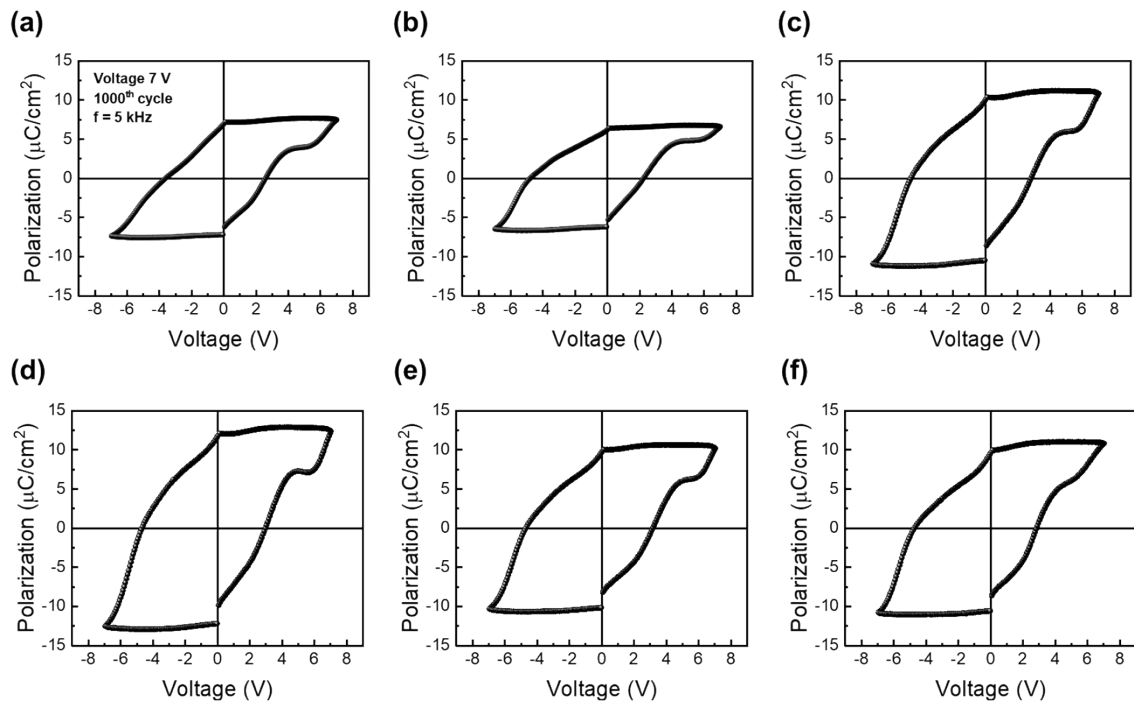 (a)
15
10
5
0
-5
-10
-15
Polarization (μC/cm²)
Voltage 7 V
1000th cycle
f = 5 kHz
-8 -6 -4 -2 0 2 4 6 8
Voltage (V)
(b)
15
10
5
0
-5
-10
-15
Polarization (μC/cm²)
-8 -6 -4 -2 0 2 4 6 8
Voltage (V)
(c)
15
10
5
0
-5
-10
-15
Polarization (μC/cm²)
-8 -6 -4 -2 0 2 4 6 8
Voltage (V)
(d)
15
10
5
0
-5
-10
-15
Polarization (μC/cm²)
-8 -6 -4 -2 0 2 4 6 8
Voltage (V)
(e)
15
10
5
0
-5
-10
-15
Polarization (μC/cm²)
-8 -6 -4 -2 0 2 4 6 8
Voltage (V)
(f)
15
10
5
0
-5
-10
-15
Polarization (μC/cm²)
-8 -6 -4 -2 0 2 4 6 8
Voltage (V)